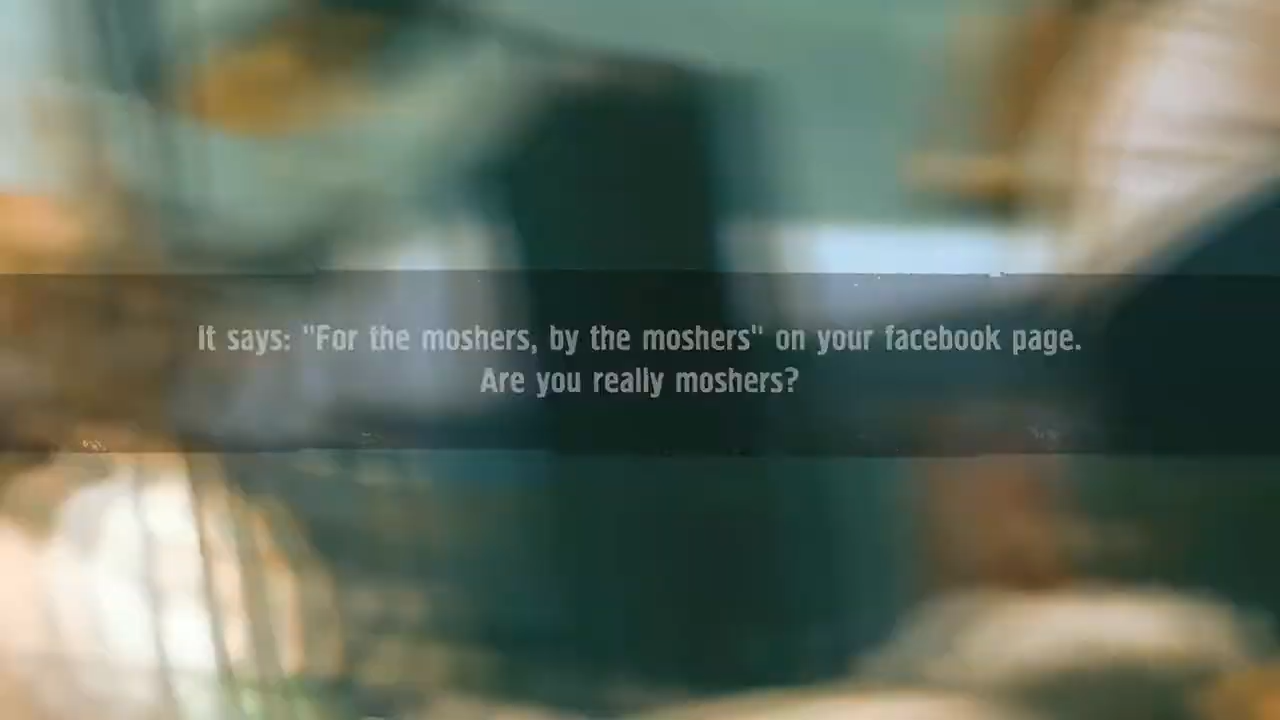 It says: "For the moshers, by the moshers" on your facebook page.
Are you really moshers?